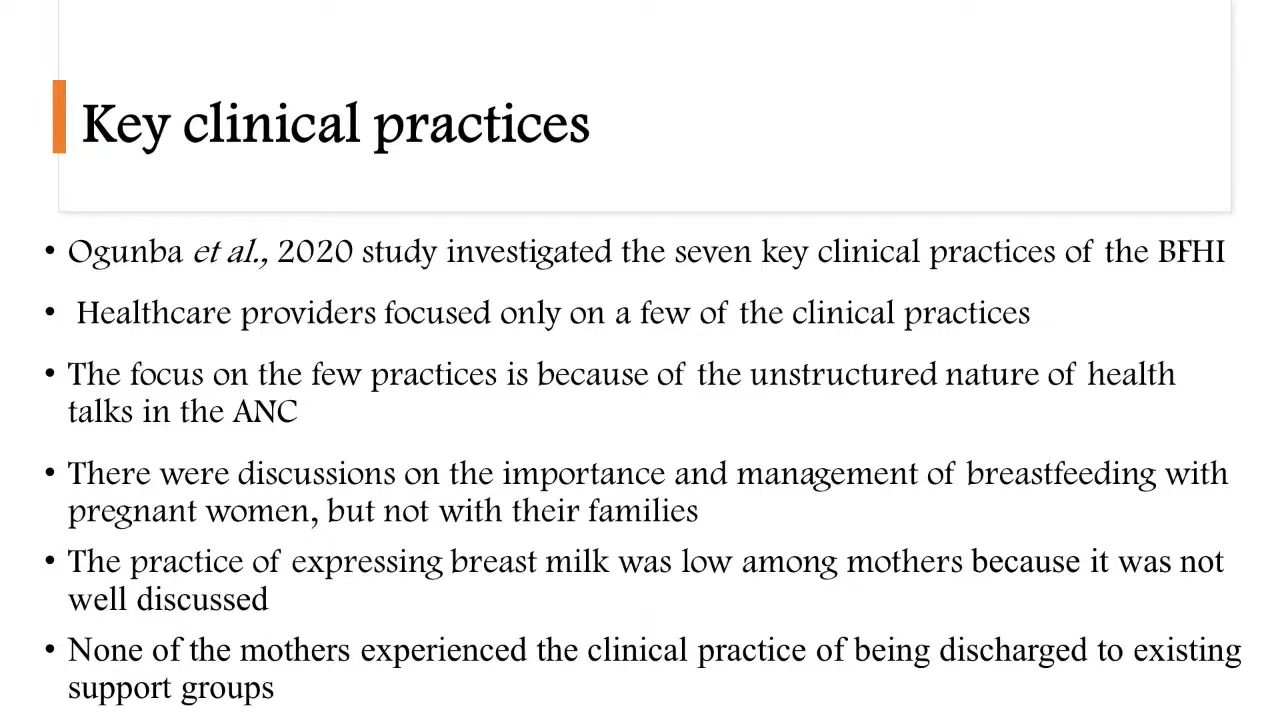 Key clinical practices
• Ogunba et al., 2020 study investigated the seven key clinical practices of the BFHI
• Healthcare providers focused only on a few of the clinical practices
• The focus on the few practices is because of the unstructured nature of health
talks in the ANC
• There were discussions on the importance and management of breastfeeding with
pregnant women, but not with their families
• The practice of expressing breast milk was low among mothers because it was not
well discussed
• None of the mothers experienced the clinical practice of being discharged to existing
support groups